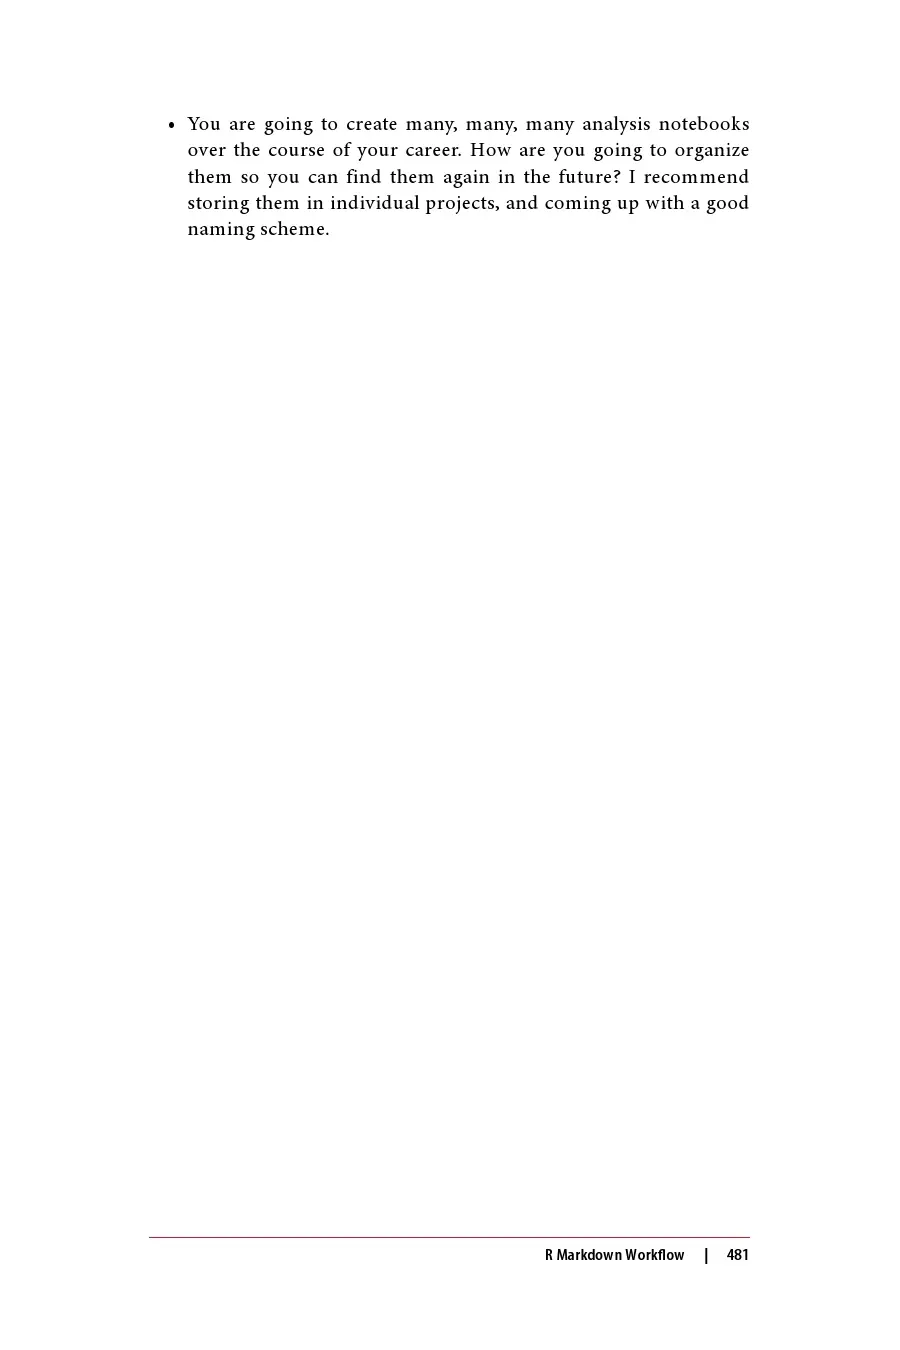 • You are going to create many, many, many analysis notebooks
over the course of your career. How are you going to organize
them so you can find them again in the future? I recommend
storing them in individual projects, and coming up with a good
naming scheme.
R Markdown Workflow | 481